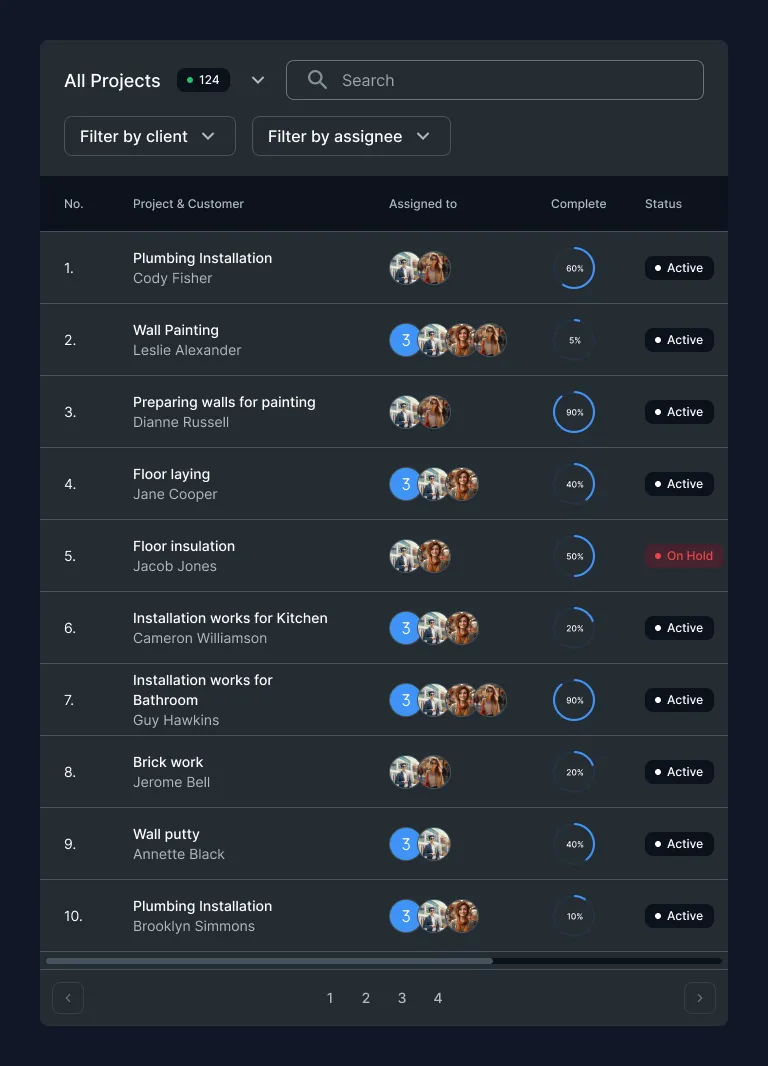 All Projects 124 Search
Filter by client Filter by assignee
No. Project & Customer Assigned to Complete Status
1. Plumbing Installation 60% Active
Cody Fisher
2. Wall Painting 3 5% Active
Leslie Alexander
3. Preparing walls for painting 90% Active
Dianne Russell
4. Floor laying 3 40% Active
Jane Cooper
5. Floor insulation 50% On Hold
Jacob Jones
6. Installation works for Kitchen 3 20% Active
Cameron Williamson
7. Installation works for
Bathroom 3 90% Active
Guy Hawkins
8. Brick work 20% Active
Jerome Bell
9. Wall putty 3 40% Active
Annette Black
10. Plumbing Installation 3 10% Active
Brooklyn Simmons
1 2 3 4